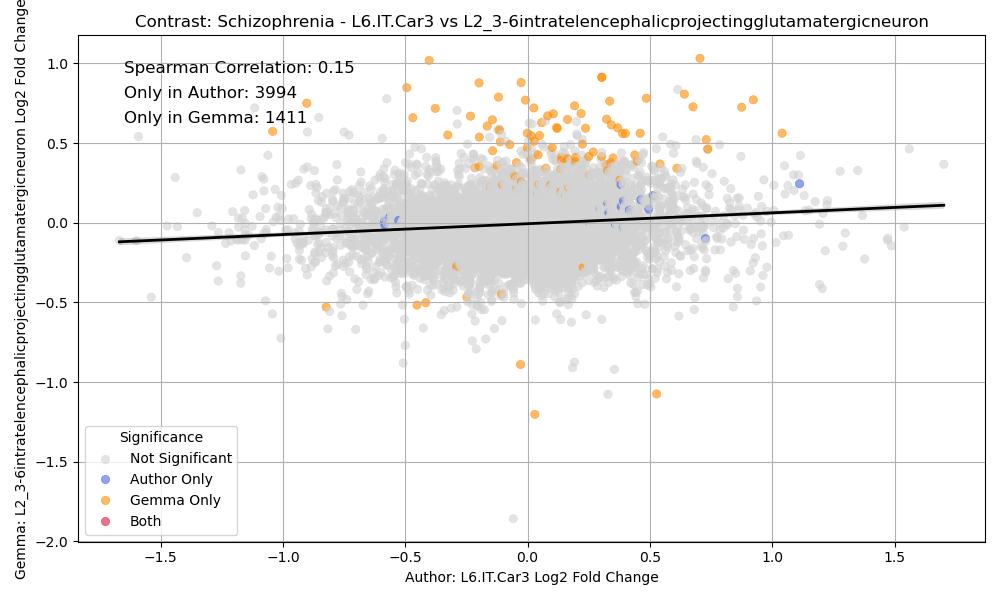 Contrast: Schizophrenia - L6.IT.Car3 vs L2_3-6intratelencephalicprojectingglutamatergicneuron
Gemma: L2_3-6intratelencephalicprojectingglutamatergicneuron Log2 Fold Change
1.0
0.5
0.0
−0.5
−1.0
−1.5
−2.0
Spearman Correlation: 0.15
Only in Author: 3994
Only in Gemma: 1411
Significance
Not Significant
Author Only
Gemma Only
Both
−1.5 −1.0 −0.5 0.0 0.5 1.0 1.5
Author: L6.IT.Car3 Log2 Fold Change